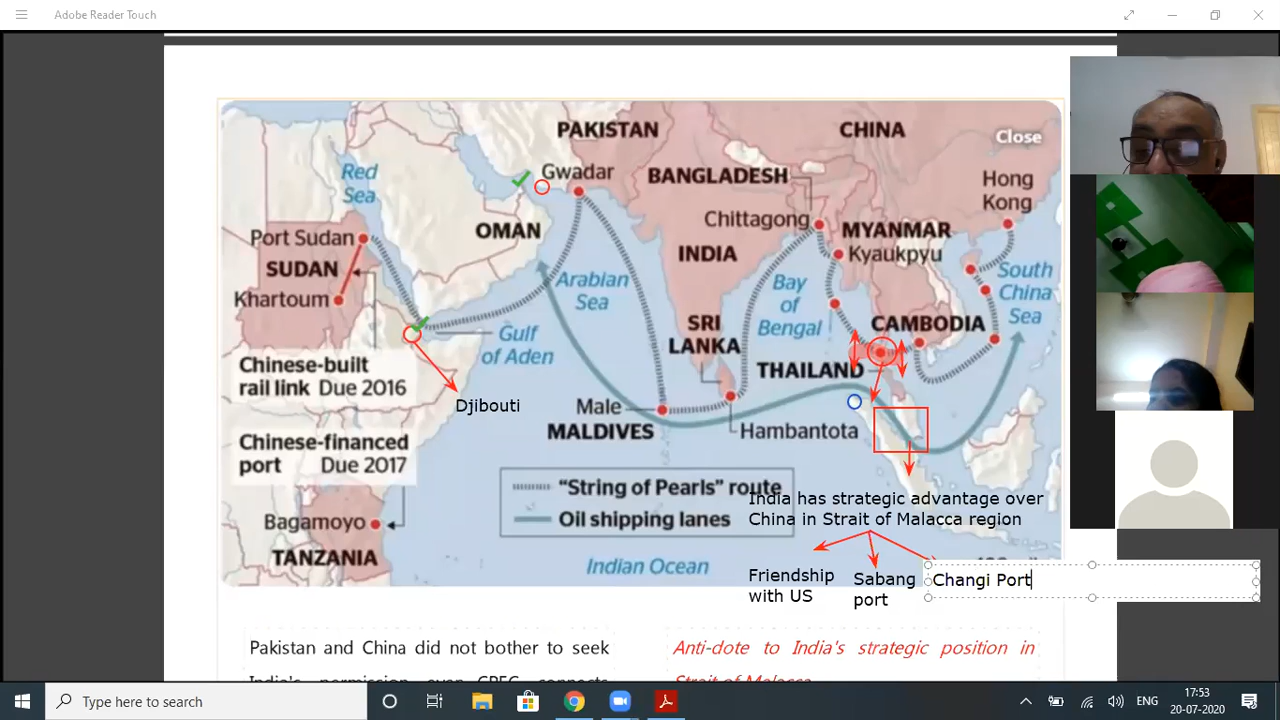 Adobe Reader Touch
PAKISTAN
CHINA
Close
Red
Sea
Gwadar
BANGLADESH
Hong
Kong
Chittagong
OMAN
MYANMAR
Port Sudan
INDIA
Kyaukpyu
SUDAN
Arabian
Sea
Bay
of
Bengal
South
China
Sea
Khartoum
SRI
LANKA
CAMBODIA
Gulf
of Aden
Chinese-built
rail link Due 2016
THAILAND
Djibouti
Male
MALDIVES
Hambantota
Chinese-financed
port Due 2017
"String of Pearls" route
Oil shipping lanes
India has strategic advantage over
China in Strait of Malacca region
Bagamoyo
TANZANIA
Indian Ocean
Friendship
with US
Sabang
port
Changi Port
Pakistan and China did not bother to seek
Anti-dote to India's strategic position in
Strait of Malacca
Type here to search
ENG
17:53
20-07-2020